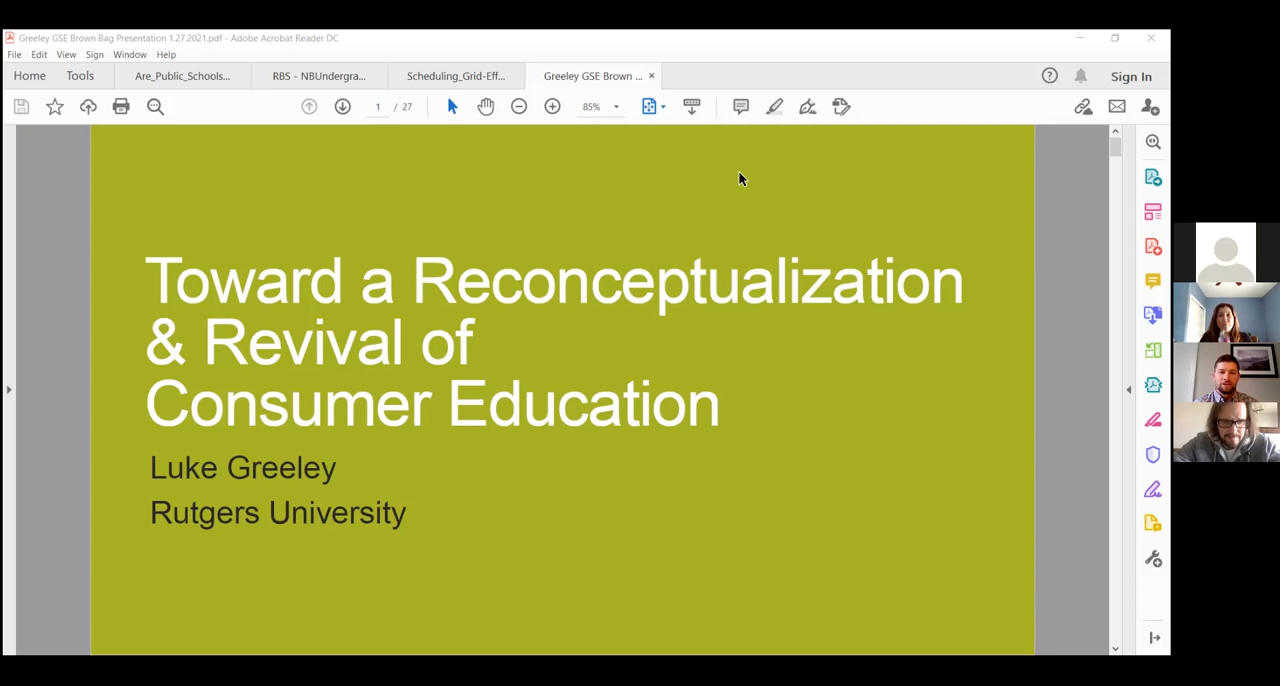 Greeley GSE Brown Bag Presentation 1.27.2021.pdf - Adobe Acrobat Reader DC
File Edit View Sign Window Help
Home Tools Are_Public_Schools... RBS - NBUndergra... Scheduling_Grid-Eff... Greeley GSE Brown ... × Sign In
1 / 27 85%
Toward a Reconceptualization
& Revival of
Consumer Education
Luke Greeley
Rutgers University